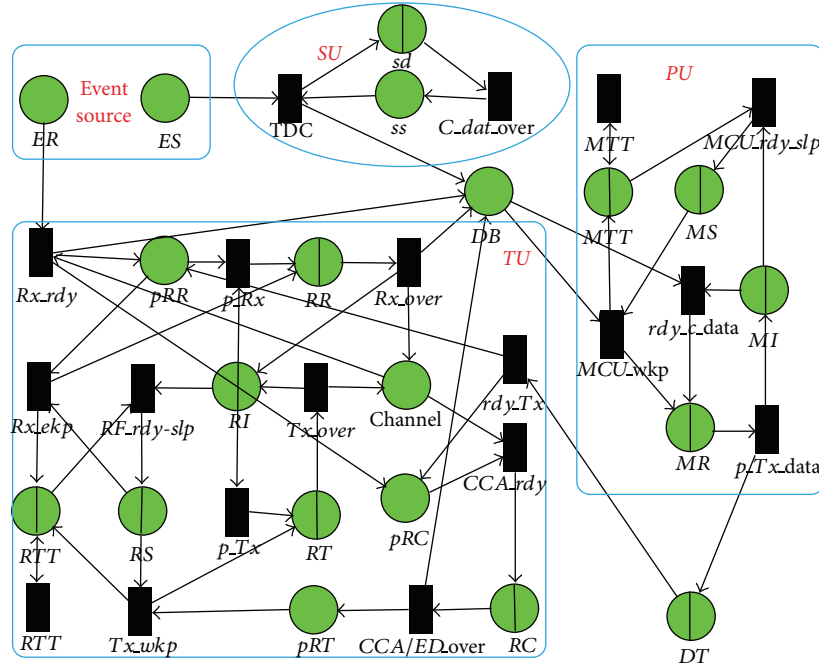 SU
PU
sd
Event
source
ER
ES
TDC
ss
C_dat_over
MTT
MCU_rdy_slp
DB
MTT
MS
TU
Rx_rdy
pRR
p_Rx
RR
Rx_over
rdy_c_data
MI
MCU_wkp
Rx_ekp
RF_rdy-slp
RI
Tx_over
Channel
rdy_Tx
MR
p_Tx_data
CCA_rdy
RTT
RS
p_Tx
RT
pRC
RTT
Tx_wkp
pRT
CCA/ED_over
RC
DT